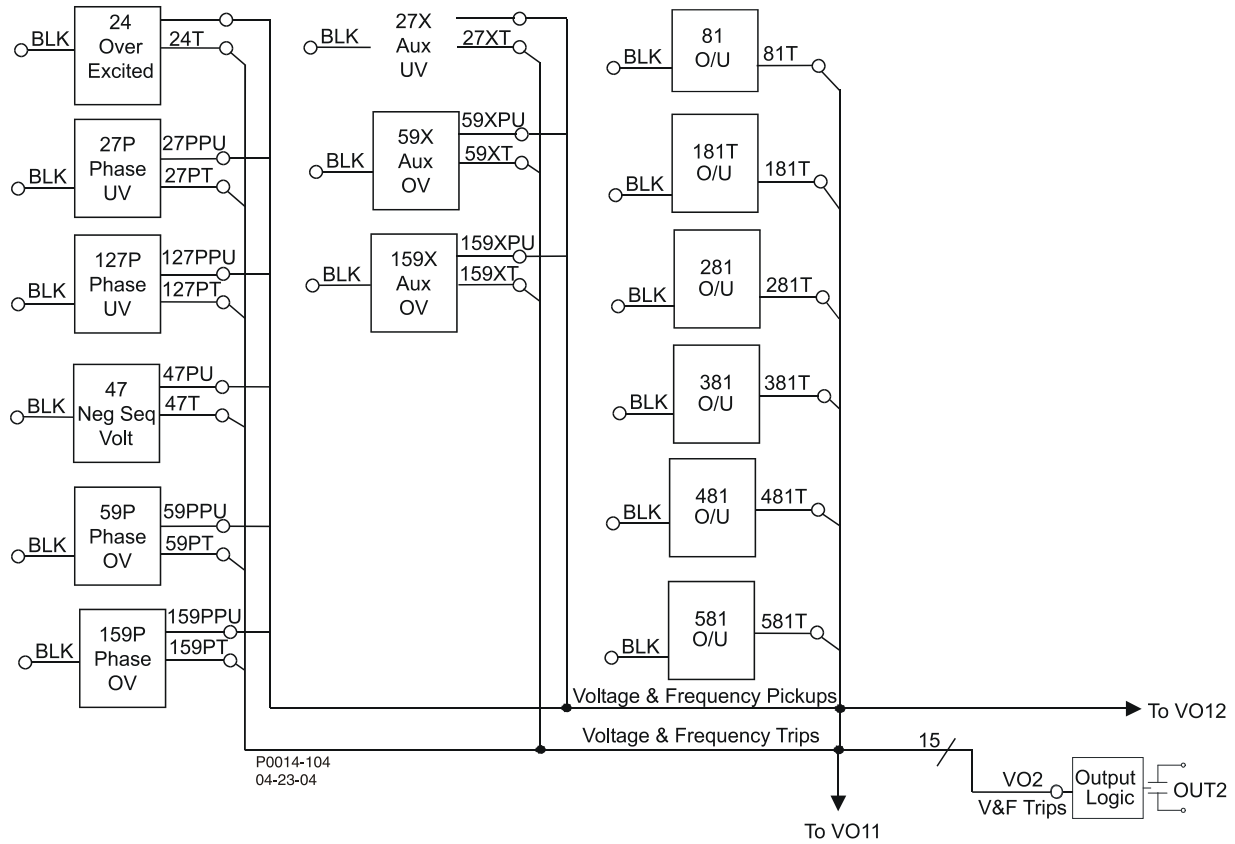 BLK
24
Over
Excited
24T
BLK
27P
Phase
UV
27PPU
27PT
BLK
127P
Phase
UV
127PPU
127PT
BLK
47
Neg Seq
Volt
47PU
47T
BLK
59P
Phase
OV
59PPU
59PT
BLK
159P
Phase
OV
159PPU
159PT
BLK
27X
Aux
UV
27XT
BLK
59X
Aux
OV
59XPU
59XT
BLK
159X
Aux
OV
159XPU
159XT
BLK
81
O/U
81T
BLK
181T
O/U
181T
BLK
281
O/U
281T
BLK
381
O/U
381T
BLK
481
O/U
481T
BLK
581
O/U
581T
Voltage & Frequency Pickups
To VO12
Voltage & Frequency Trips
15
P0014-104
04-23-04
VO2
V&F Trips
Output
Logic
OUT2
To VO11